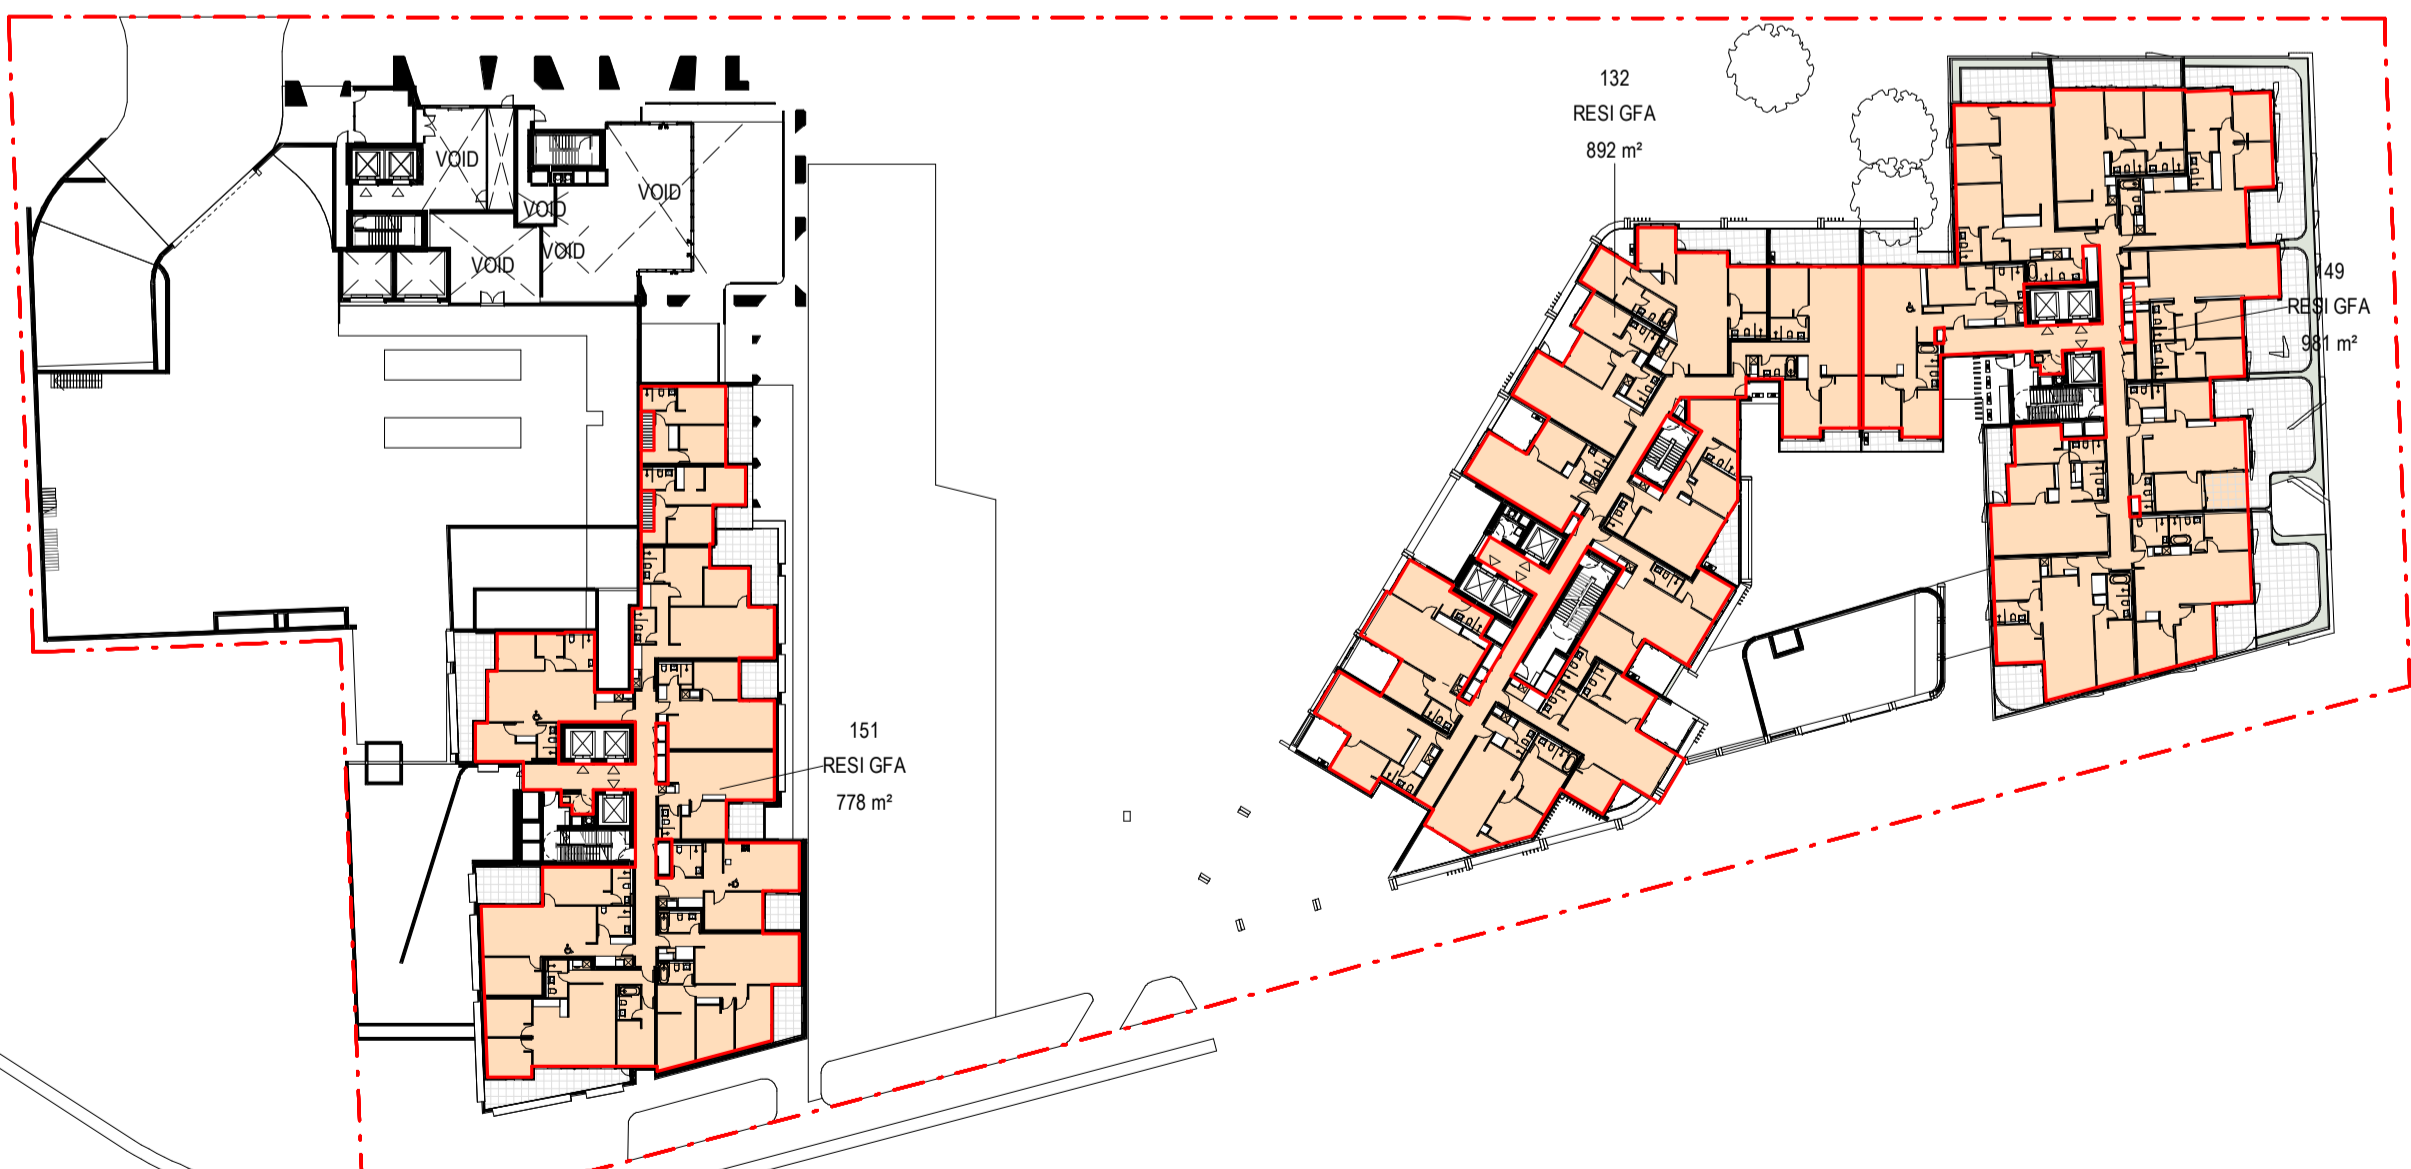 132
RESI GFA
892 m²
VOID
VOID
VOID
VOID
VOID
149
RESI GFA
981 m²
151
RESI GFA
778 m²